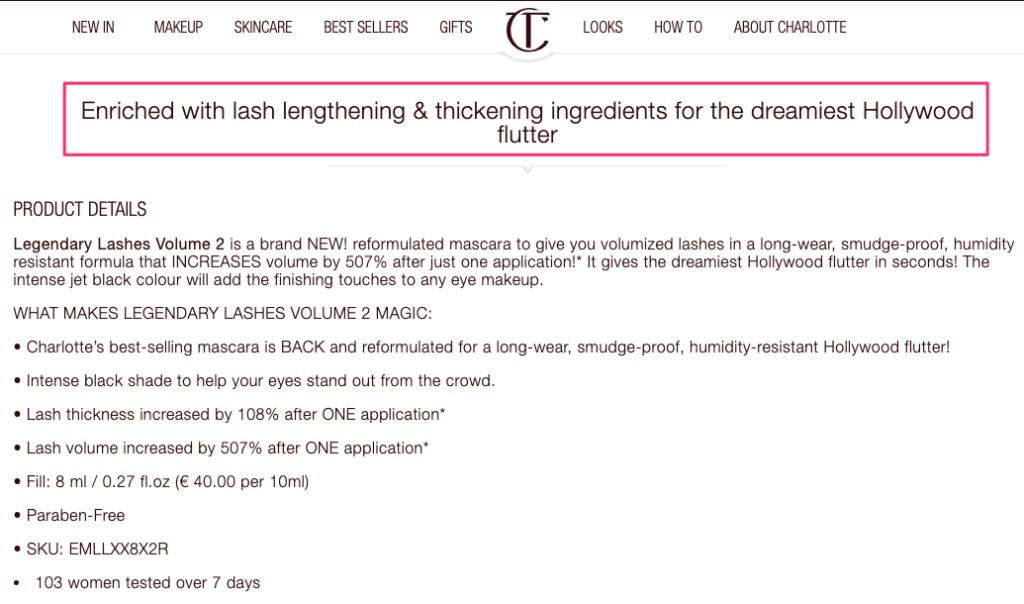 NEW IN MAKEUP SKINCARE BEST SELLERS GIFTS CT LOOKS HOW TO ABOUT CHARLOTTE
Enriched with lash lengthening & thickening ingredients for the dreamiest Hollywood
flutter
PRODUCT DETAILS
Legendary Lashes Volume 2 is a brand NEW! reformulated mascara to give you volumized lashes in a long-wear, smudge-proof, humidity
resistant formula that INCREASES volume by 507% after just one application!* It gives the dreamiest Hollywood flutter in seconds! The
intense jet black colour will add the finishing touches to any eye makeup.
WHAT MAKES LEGENDARY LASHES VOLUME 2 MAGIC:
• Charlotte's best-selling mascara is BACK and reformulated for a long-wear, smudge-proof, humidity-resistant Hollywood flutter!
• Intense black shade to help your eyes stand out from the crowd.
• Lash thickness increased by 108% after ONE application*
• Lash volume increased by 507% after ONE application*
• Fill: 8 ml / 0.27 fl.oz (€ 40.00 per 10ml)
• Paraben-Free
• SKU: EMLLXX8X2R
• 103 women tested over 7 days